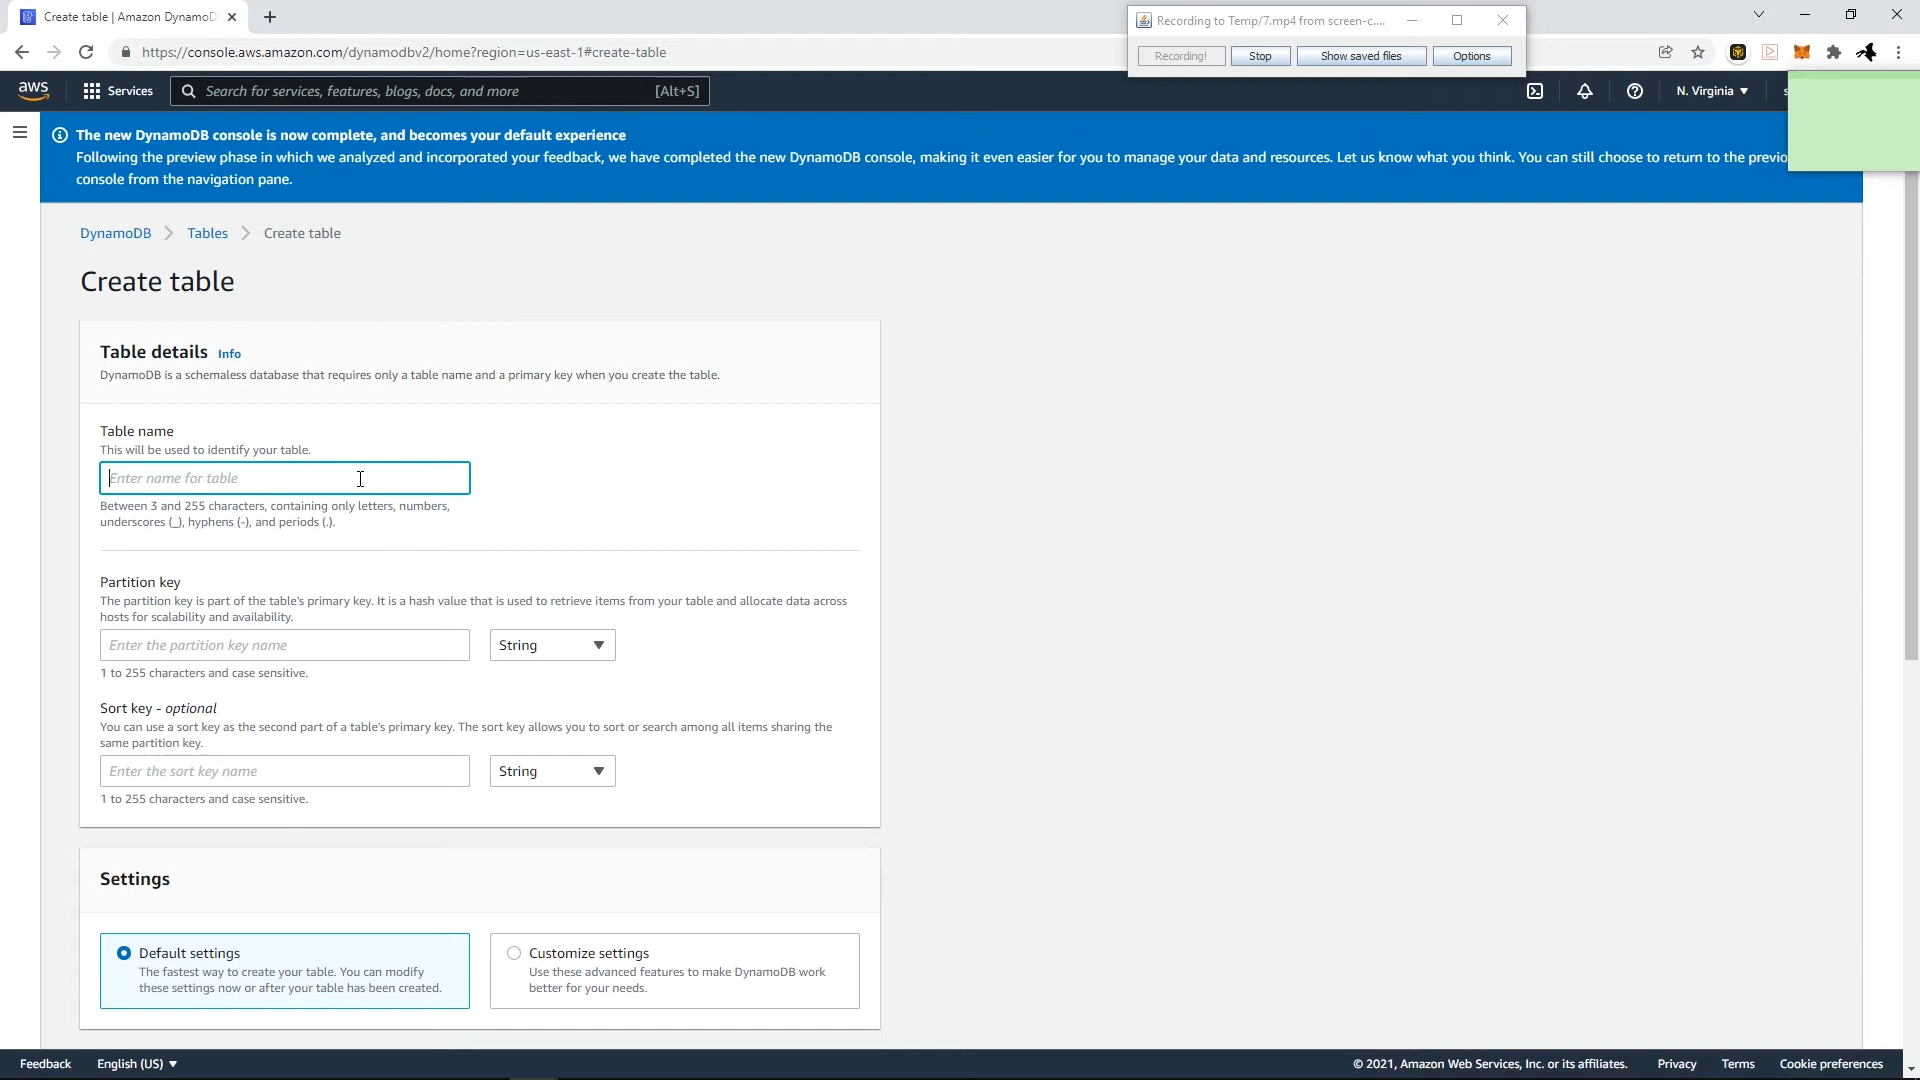 Create table | Amazon DynamoD
Recording to Temp/7.mp4 from screen-c....
https://console.aws.amazon.com/dynamodbv2/home?region=us-east-1#create-table
Recording!
Stop
Show saved files
Options
aws
Services
Search for services, features, blogs, docs, and more
[Alt+S]
N. Virginia
The new DynamoDB console is now complete, and becomes your default experience
Following the preview phase in which we analyzed and incorporated your feedback, we have completed the new DynamoDB console, making it even easier for you to manage your data and resources. Let us know what you think. You can still choose to return to the previo
console from the navigation pane.
DynamoDB
Tables
Create table
Create table
Table details Info
DynamoDB is a schemaless database that requires only a table name and a primary key when you create the table.
Table name
This will be used to identify your table.
Enter name for table
Between 3 and 255 characters, containing only letters, numbers,
underscores (_), hyphens (-), and periods (.).
Partition key
The partition key is part of the table's primary key. It is a hash value that is used to retrieve items from your table and allocate data across
hosts for scalability and availability.
Enter the partition key name
String
1 to 255 characters and case sensitive.
Sort key - optional
You can use a sort key as the second part of a table's primary key. The sort key allows you to sort or search among all items sharing the
same partition key.
Enter the sort key name
String
1 to 255 characters and case sensitive.
Settings
Default settings
The fastest way to create your table. You can modify
these settings now or after your table has been created.
Customize settings
Use these advanced features to make DynamoDB work
better for your needs.
Feedback
English (US)
© 2021, Amazon Web Services, Inc. or its affiliates.
Privacy
Terms
Cookie preferences